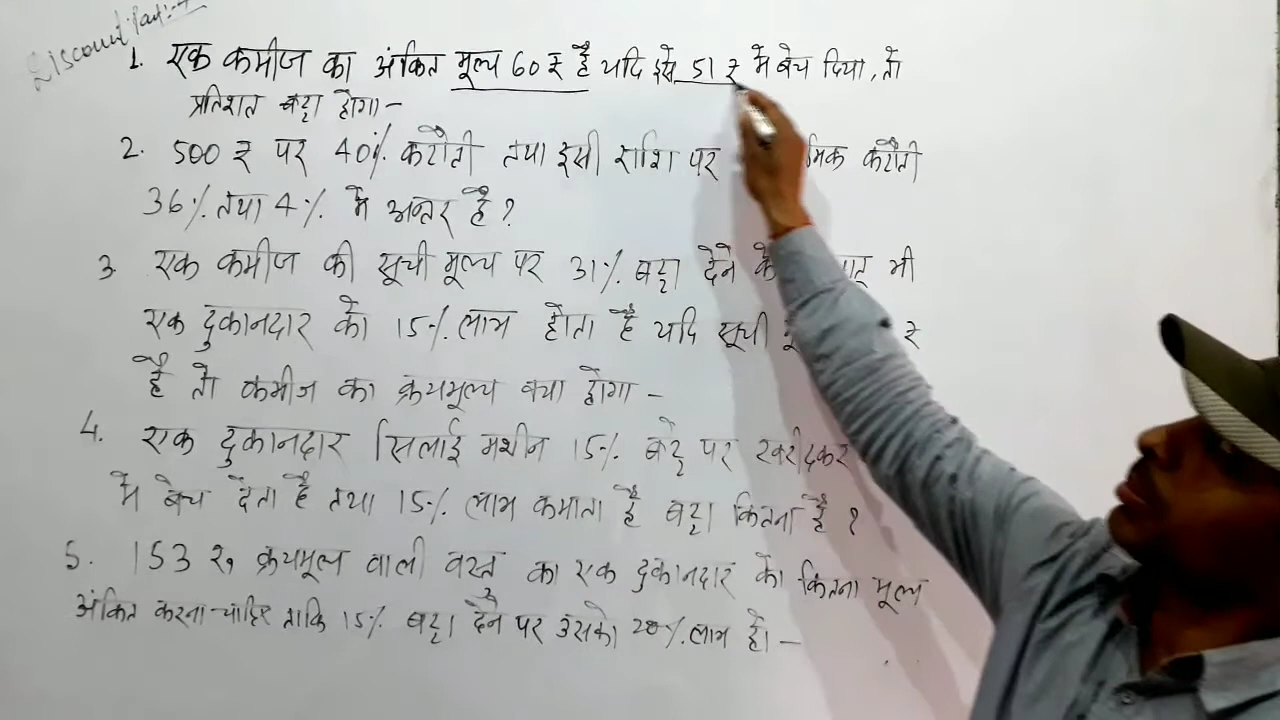 Discount Part:-
1. एक कमीज का अंकित मूल्य 60 ₹ है यदि इसे 51 ₹ में बेच दिया, तो
प्रतिशत बट्टा होगा -
2. 500 ₹ पर 40% कटौती तथा इसी राशि पर मिक कटौती
36% तथा 4% में अन्तर है ?
3. एक कमीज की सूची मूल्य पर 31% बट्टा देने के भी
एक दुकानदार को 15% लाभ होता है यदि सूची ₹
है तो कमीज का क्रयमूल्य क्या होगा -
4. एक दुकानदार सिलाई मशीन 15% बट्टे पर खरीदकर
में बेच देता है तथा 15% लाभ कमाता है बट्टा कितना है ?
5. 153 रु क्रयमूल्य वाली वस्तु का एक दुकानदार को कितना मूल्य
अंकित करना चाहिए ताकि 15% बट्टा देने पर उसको 20% लाभ हो। -